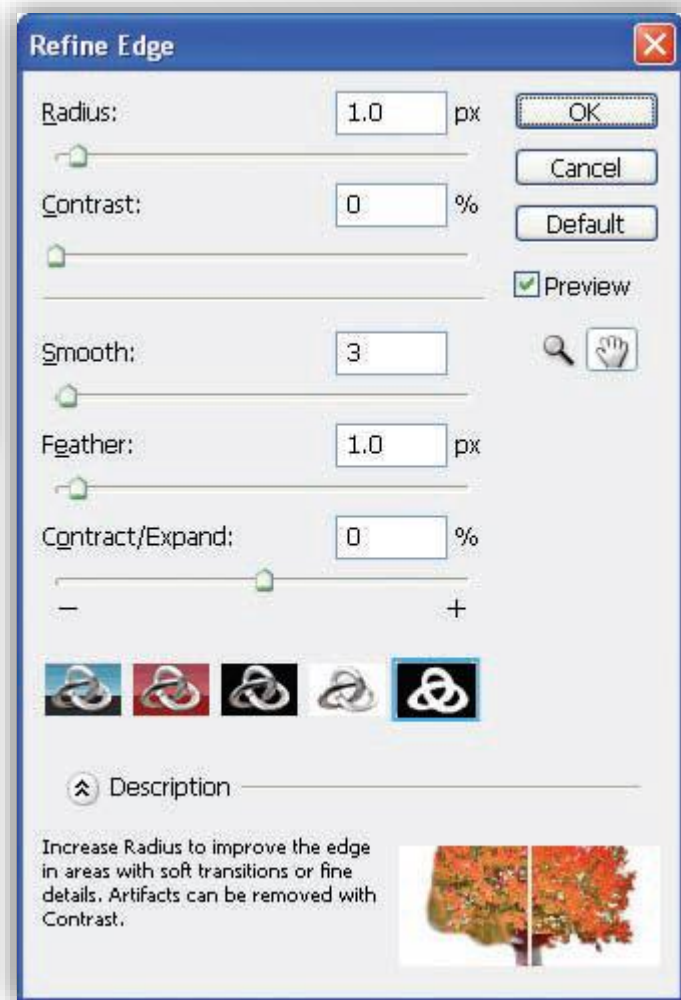 Refine Edge
Radius: 1.0 px
OK
Cancel
Contrast: 0 %
Default
Preview
Smooth: 3
Feather: 1.0 px
Contract/Expand: 0 %
− +
Description
Increase Radius to improve the edge
in areas with soft transitions or fine
details. Artifacts can be removed with
Contrast.